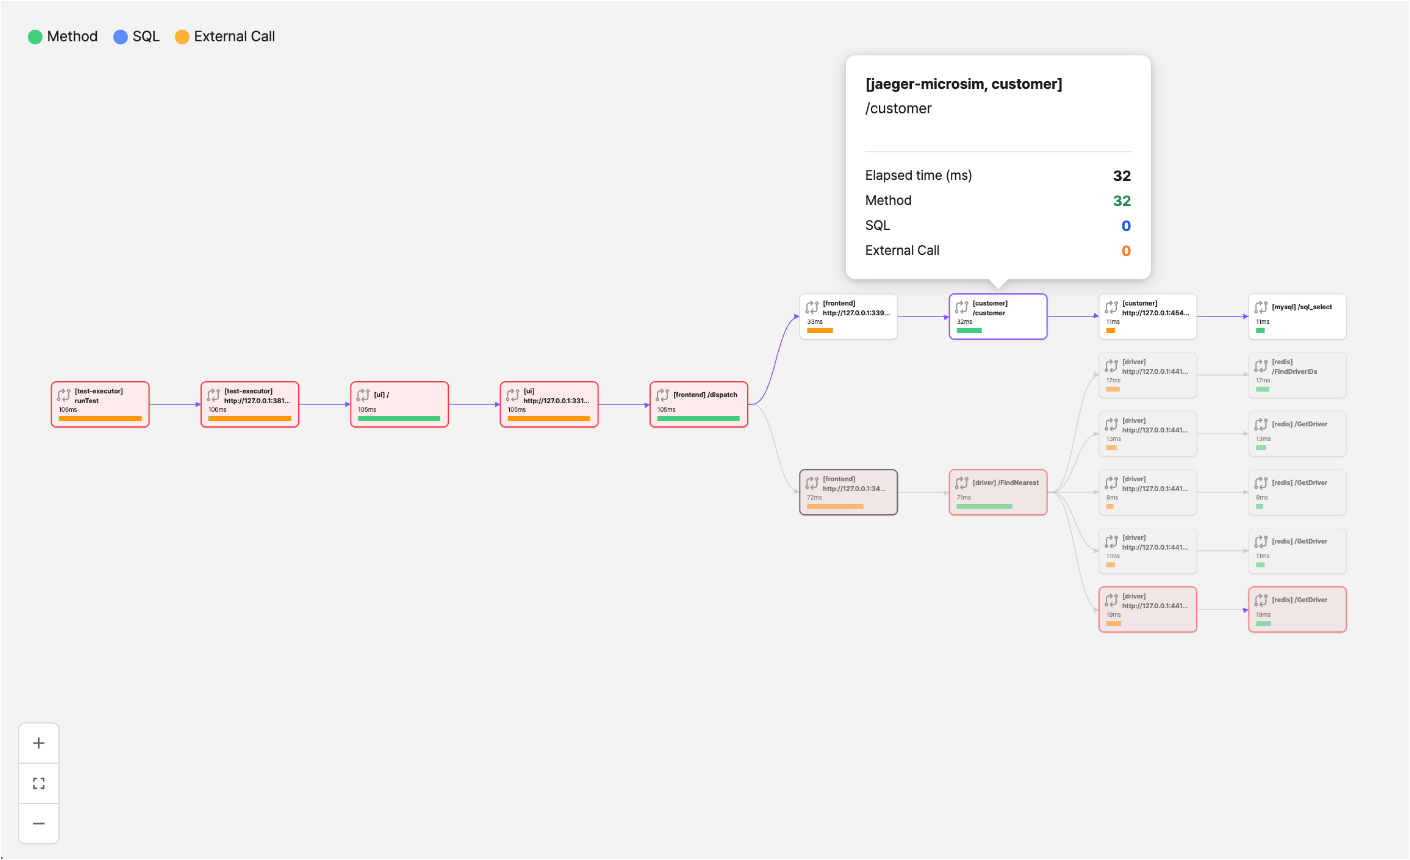 Method SQL External Call
[jaeger-microsim, customer]
/customer
Elapsed time (ms) 32
Method 32
SQL 0
External Call 0
[test-executor]
runTest
106ms
[test-executor]
http://127.0.0.1:381...
106ms
[ui] /
105ms
[ui]
http://127.0.0.1:331...
105ms
[frontend] /dispatch
105ms
[frontend]
http://127.0.0.1:339...
33ms
[customer]
/customer
32ms
[customer]
http://127.0.0.1:454...
11ms
[mysql] /sql_select
11ms
[driver]
http://127.0.0.1:441...
17ms
[redis]
/FindDriverIDs
17ms
[driver]
http://127.0.0.1:441...
13ms
[redis] /GetDriver
13ms
[frontend]
http://127.0.0.1:34...
72ms
[driver] /FindNearest
71ms
[driver]
http://127.0.0.1:441...
9ms
[redis] /GetDriver
9ms
[driver]
http://127.0.0.1:441...
11ms
[redis] /GetDriver
11ms
[driver]
http://127.0.0.1:441...
19ms
[redis] /GetDriver
19ms